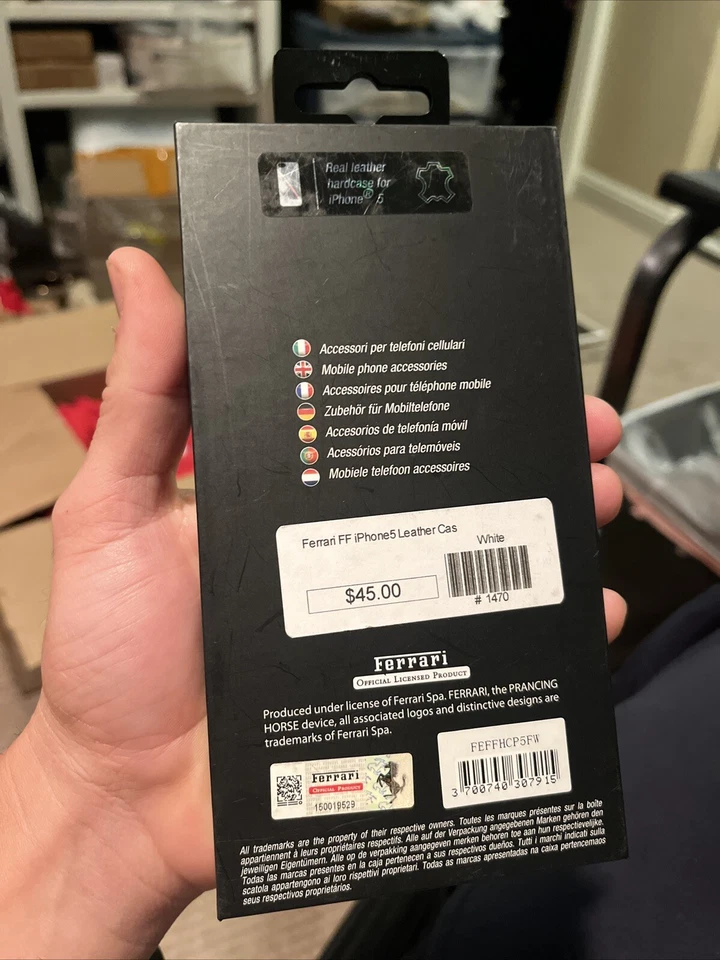 Real leather
hardcase for
iPhone® 5
Accessori per telefoni cellulari
Mobile phone accessories
Accessoires pour téléphone mobile
Zubehör für Mobiltelefone
Accesorios de telefonía móvil
Acessórios para telemóveis
Mobiele telefoon accessoires
Ferrari FF iPhone5 Leather Cas
White
$45.00
# 1470
Ferrari
OFFICIAL LICENSED PRODUCT
Produced under license of Ferrari Spa. FERRARI, the PRANCING
HORSE device, all associated logos and distinctive designs are
trademarks of Ferrari Spa.
Ferrari
OFFICIAL PRODUCT
150019529
FEFFHCP5FW
3 700740 307915
All trademarks are the property of their respective owners. Toutes les marques présentes sur la boîte
appartiennent à leurs propriétaires respectifs. Alle auf der Verpackung angegebenen Marken gehören den
jeweiligen Eigentümern. Alle op de verpakking aangegeven merken behoren toe aan hun respectievelijke.
Todas las marcas presentes en la caja pertenecen a sus respectivos dueños. Tutti i marchi indicati sulla
scatola appartengono ai loro rispettivi proprietari. Todas as marcas apresentadas na caixa pertencemaos
seus respectivos proprietários.